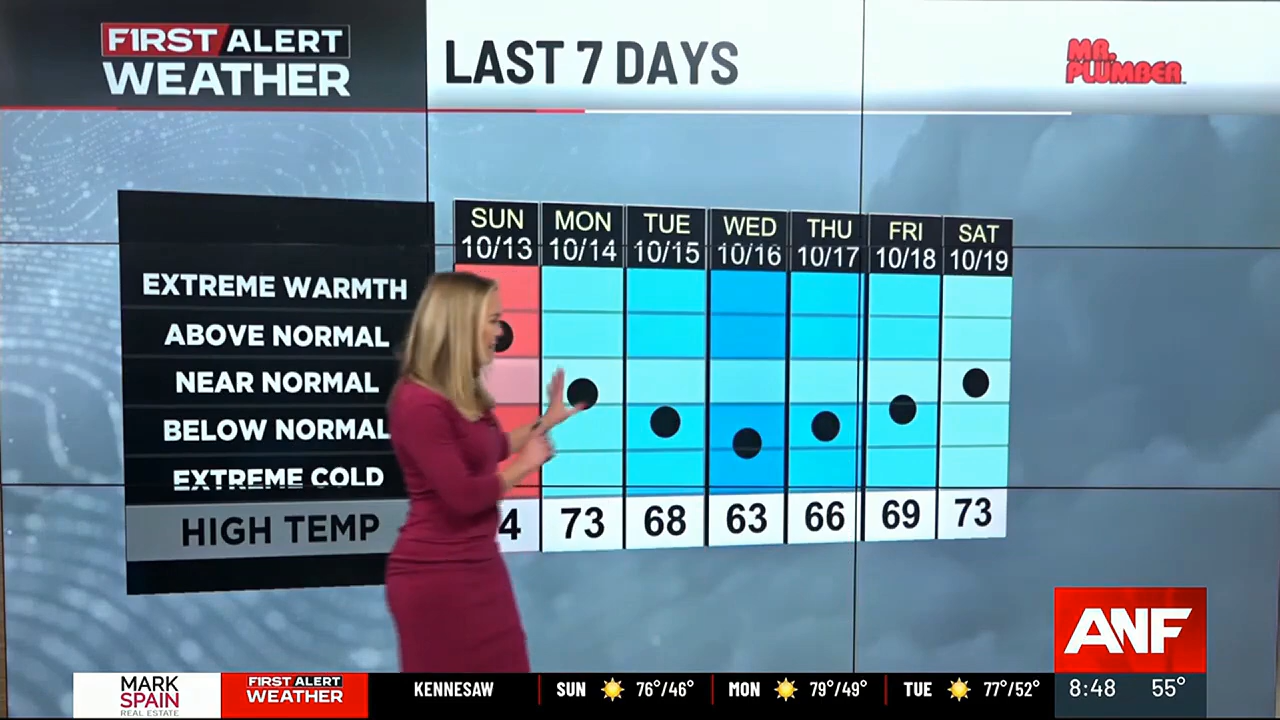 FIRST ALERT
WEATHER
LAST 7 DAYS
MR.
PLUMBER
SUN MON TUE WED THU FRI SAT
10/13 10/14 10/15 10/16 10/17 10/18 10/19
EXTREME WARMTH
ABOVE NORMAL
NEAR NORMAL
BELOW NORMAL
EXTREME COLD
HIGH TEMP 4 73 68 63 66 69 73
ANF
MARK
SPAIN
REAL ESTATE
FIRST ALERT
WEATHER
KENNESAW SUN 76°/46° MON 79°/49° TUE 77°/52°
8:48 55°